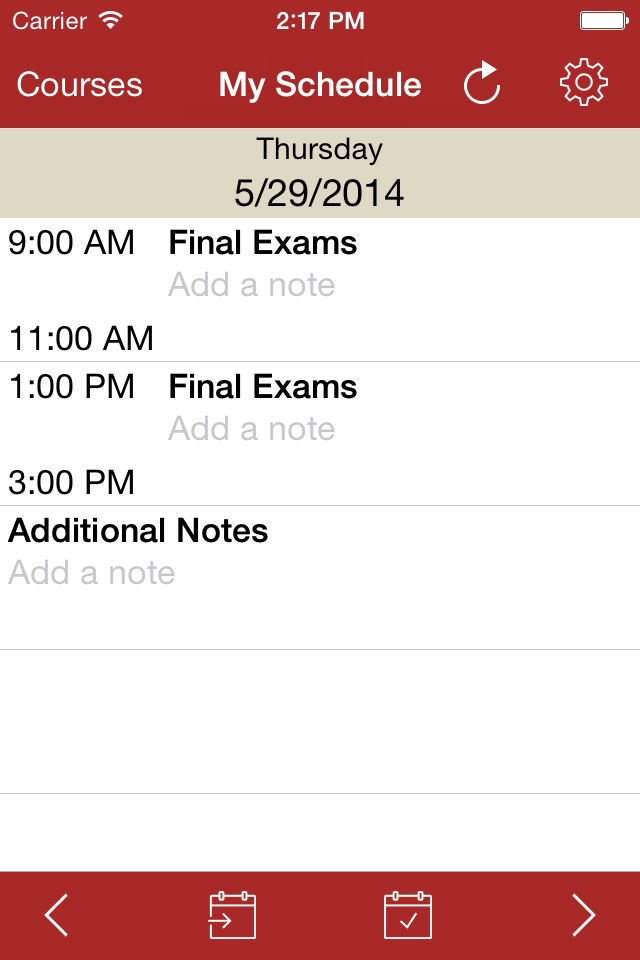 Carrier 2:17 PM
Courses My Schedule
Thursday
5/29/2014
9:00 AM Final Exams
Add a note
11:00 AM
1:00 PM Final Exams
Add a note
3:00 PM
Additional Notes
Add a note